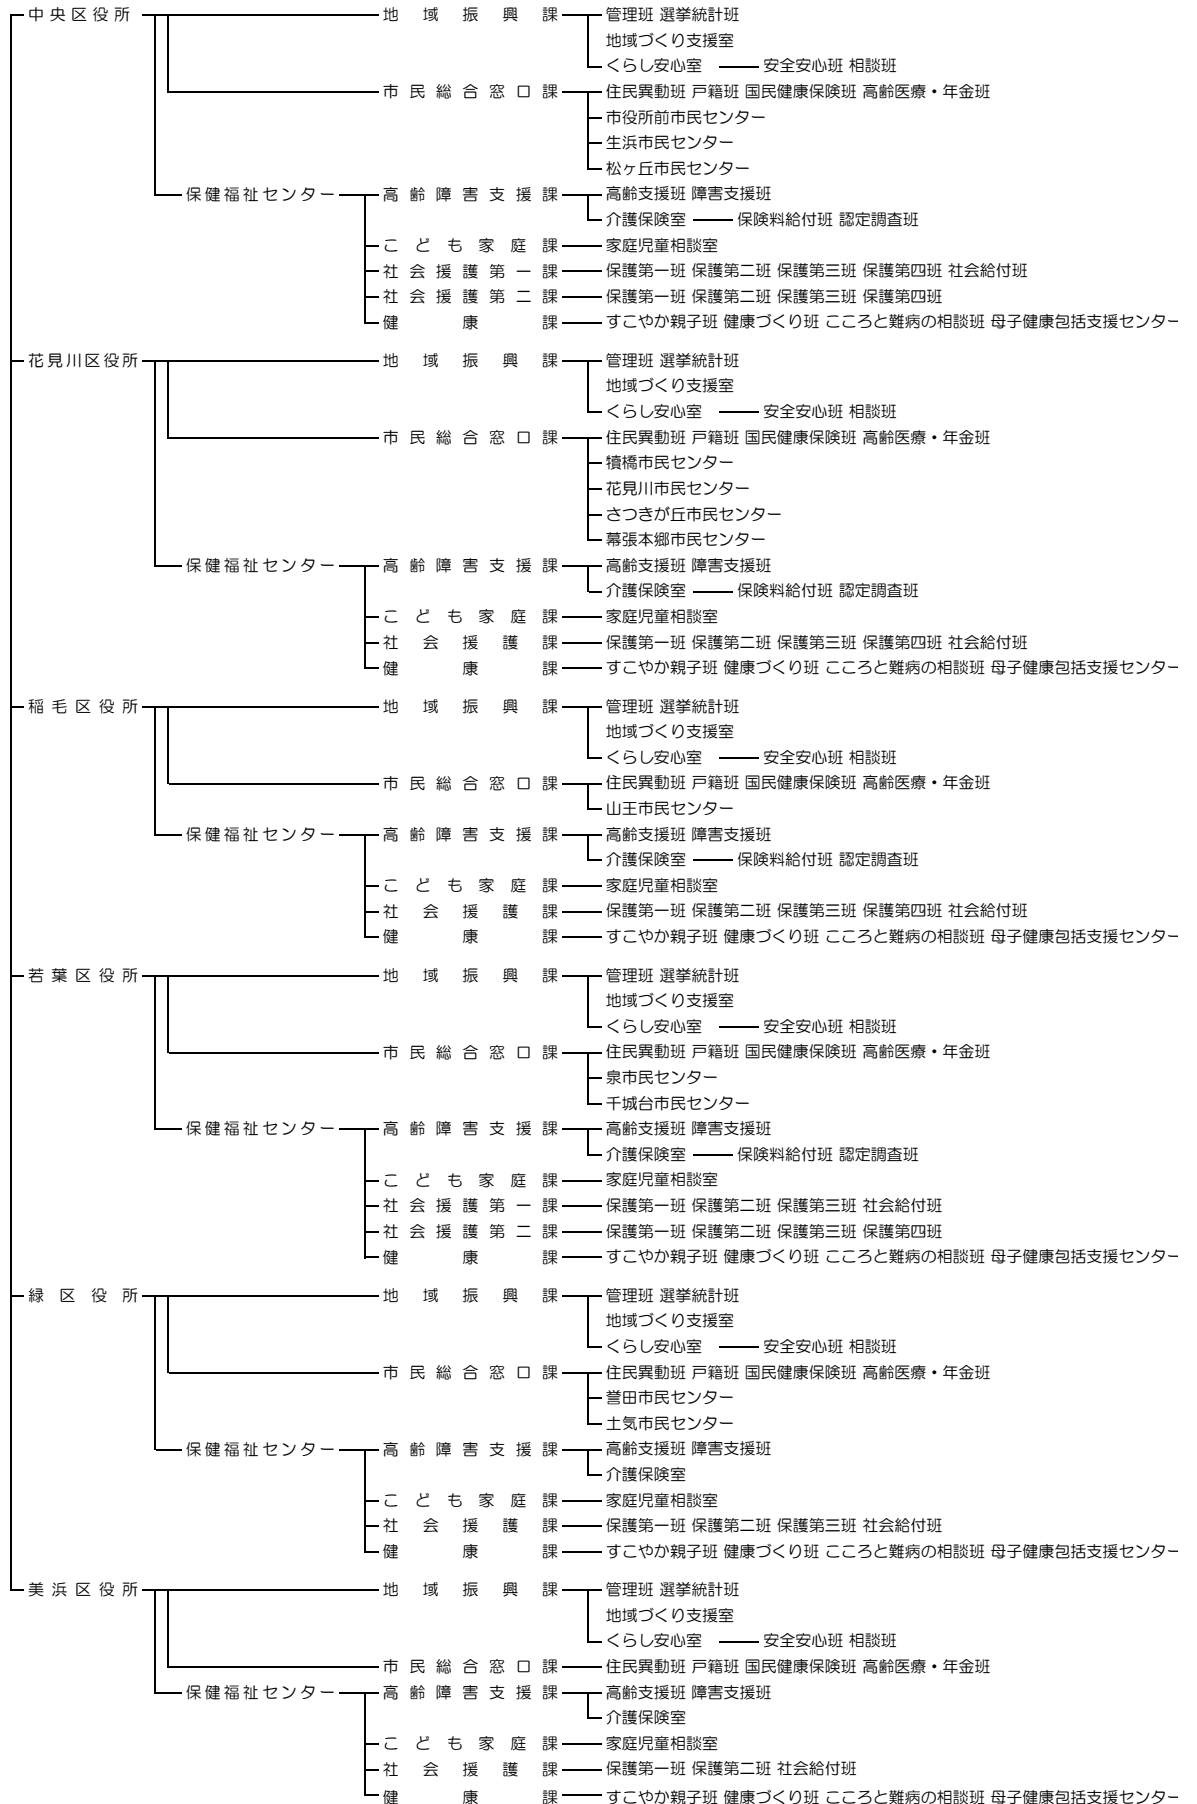 中央区役所 地域振興課 管理班 選挙統計班
地域づくり支援室
くらし安心室 安全安心班 相談班
市民総合窓口課 住民異動班 戸籍班 国民健康保険班 高齢医療・年金班
市役所前市民センター
生浜市民センター
松ヶ丘市民センター
保健福祉センター 高齢障害支援課 高齢支援班 障害支援班
介護保険室 保険料給付班 認定調査班
こども家庭課 家庭児童相談室
社会援護第一課 保護第一班 保護第二班 保護第三班 保護第四班 社会給付班
社会援護第二課 保護第一班 保護第二班 保護第三班 保護第四班
健康課 すこやか親子班 健康づくり班 こころと難病の相談班 母子健康包括支援センター
花見川区役所 地域振興課 管理班 選挙統計班
地域づくり支援室
くらし安心室 安全安心班 相談班
市民総合窓口課 住民異動班 戸籍班 国民健康保険班 高齢医療・年金班
犢橋市民センター
花見川市民センター
さつきが丘市民センター
幕張本郷市民センター
保健福祉センター 高齢障害支援課 高齢支援班 障害支援班
介護保険室 保険料給付班 認定調査班
こども家庭課 家庭児童相談室
社会援護課 保護第一班 保護第二班 保護第三班 保護第四班 社会給付班
健康課 すこやか親子班 健康づくり班 こころと難病の相談班 母子健康包括支援センター
稲毛区役所 地域振興課 管理班 選挙統計班
地域づくり支援室
くらし安心室 安全安心班 相談班
市民総合窓口課 住民異動班 戸籍班 国民健康保険班 高齢医療・年金班
山王市民センター
保健福祉センター 高齢障害支援課 高齢支援班 障害支援班
介護保険室 保険料給付班 認定調査班
こども家庭課 家庭児童相談室
社会援護課 保護第一班 保護第二班 保護第三班 保護第四班 社会給付班
健康課 すこやか親子班 健康づくり班 こころと難病の相談班 母子健康包括支援センター
若葉区役所 地域振興課 管理班 選挙統計班
地域づくり支援室
くらし安心室 安全安心班 相談班
市民総合窓口課 住民異動班 戸籍班 国民健康保険班 高齢医療・年金班
泉市民センター
千城台市民センター
保健福祉センター 高齢障害支援課 高齢支援班 障害支援班
介護保険室 保険料給付班 認定調査班
こども家庭課 家庭児童相談室
社会援護第一課 保護第一班 保護第二班 保護第三班 社会給付班
社会援護第二課 保護第一班 保護第二班 保護第三班 保護第四班
健康課 すこやか親子班 健康づくり班 こころと難病の相談班 母子健康包括支援センター
緑区役所 地域振興課 管理班 選挙統計班
地域づくり支援室
くらし安心室 安全安心班 相談班
市民総合窓口課 住民異動班 戸籍班 国民健康保険班 高齢医療・年金班
誉田市民センター
土気市民センター
保健福祉センター 高齢障害支援課 高齢支援班 障害支援班
介護保険室
こども家庭課 家庭児童相談室
社会援護課 保護第一班 保護第二班 保護第三班 社会給付班
健康課 すこやか親子班 健康づくり班 こころと難病の相談班 母子健康包括支援センター
美浜区役所 地域振興課 管理班 選挙統計班
地域づくり支援室
くらし安心室 安全安心班 相談班
市民総合窓口課 住民異動班 戸籍班 国民健康保険班 高齢医療・年金班
保健福祉センター 高齢障害支援課 高齢支援班 障害支援班
介護保険室
こども家庭課 家庭児童相談室
社会援護課 保護第一班 保護第二班 社会給付班
健康課 すこやか親子班 健康づくり班 こころと難病の相談班 母子健康包括支援センター